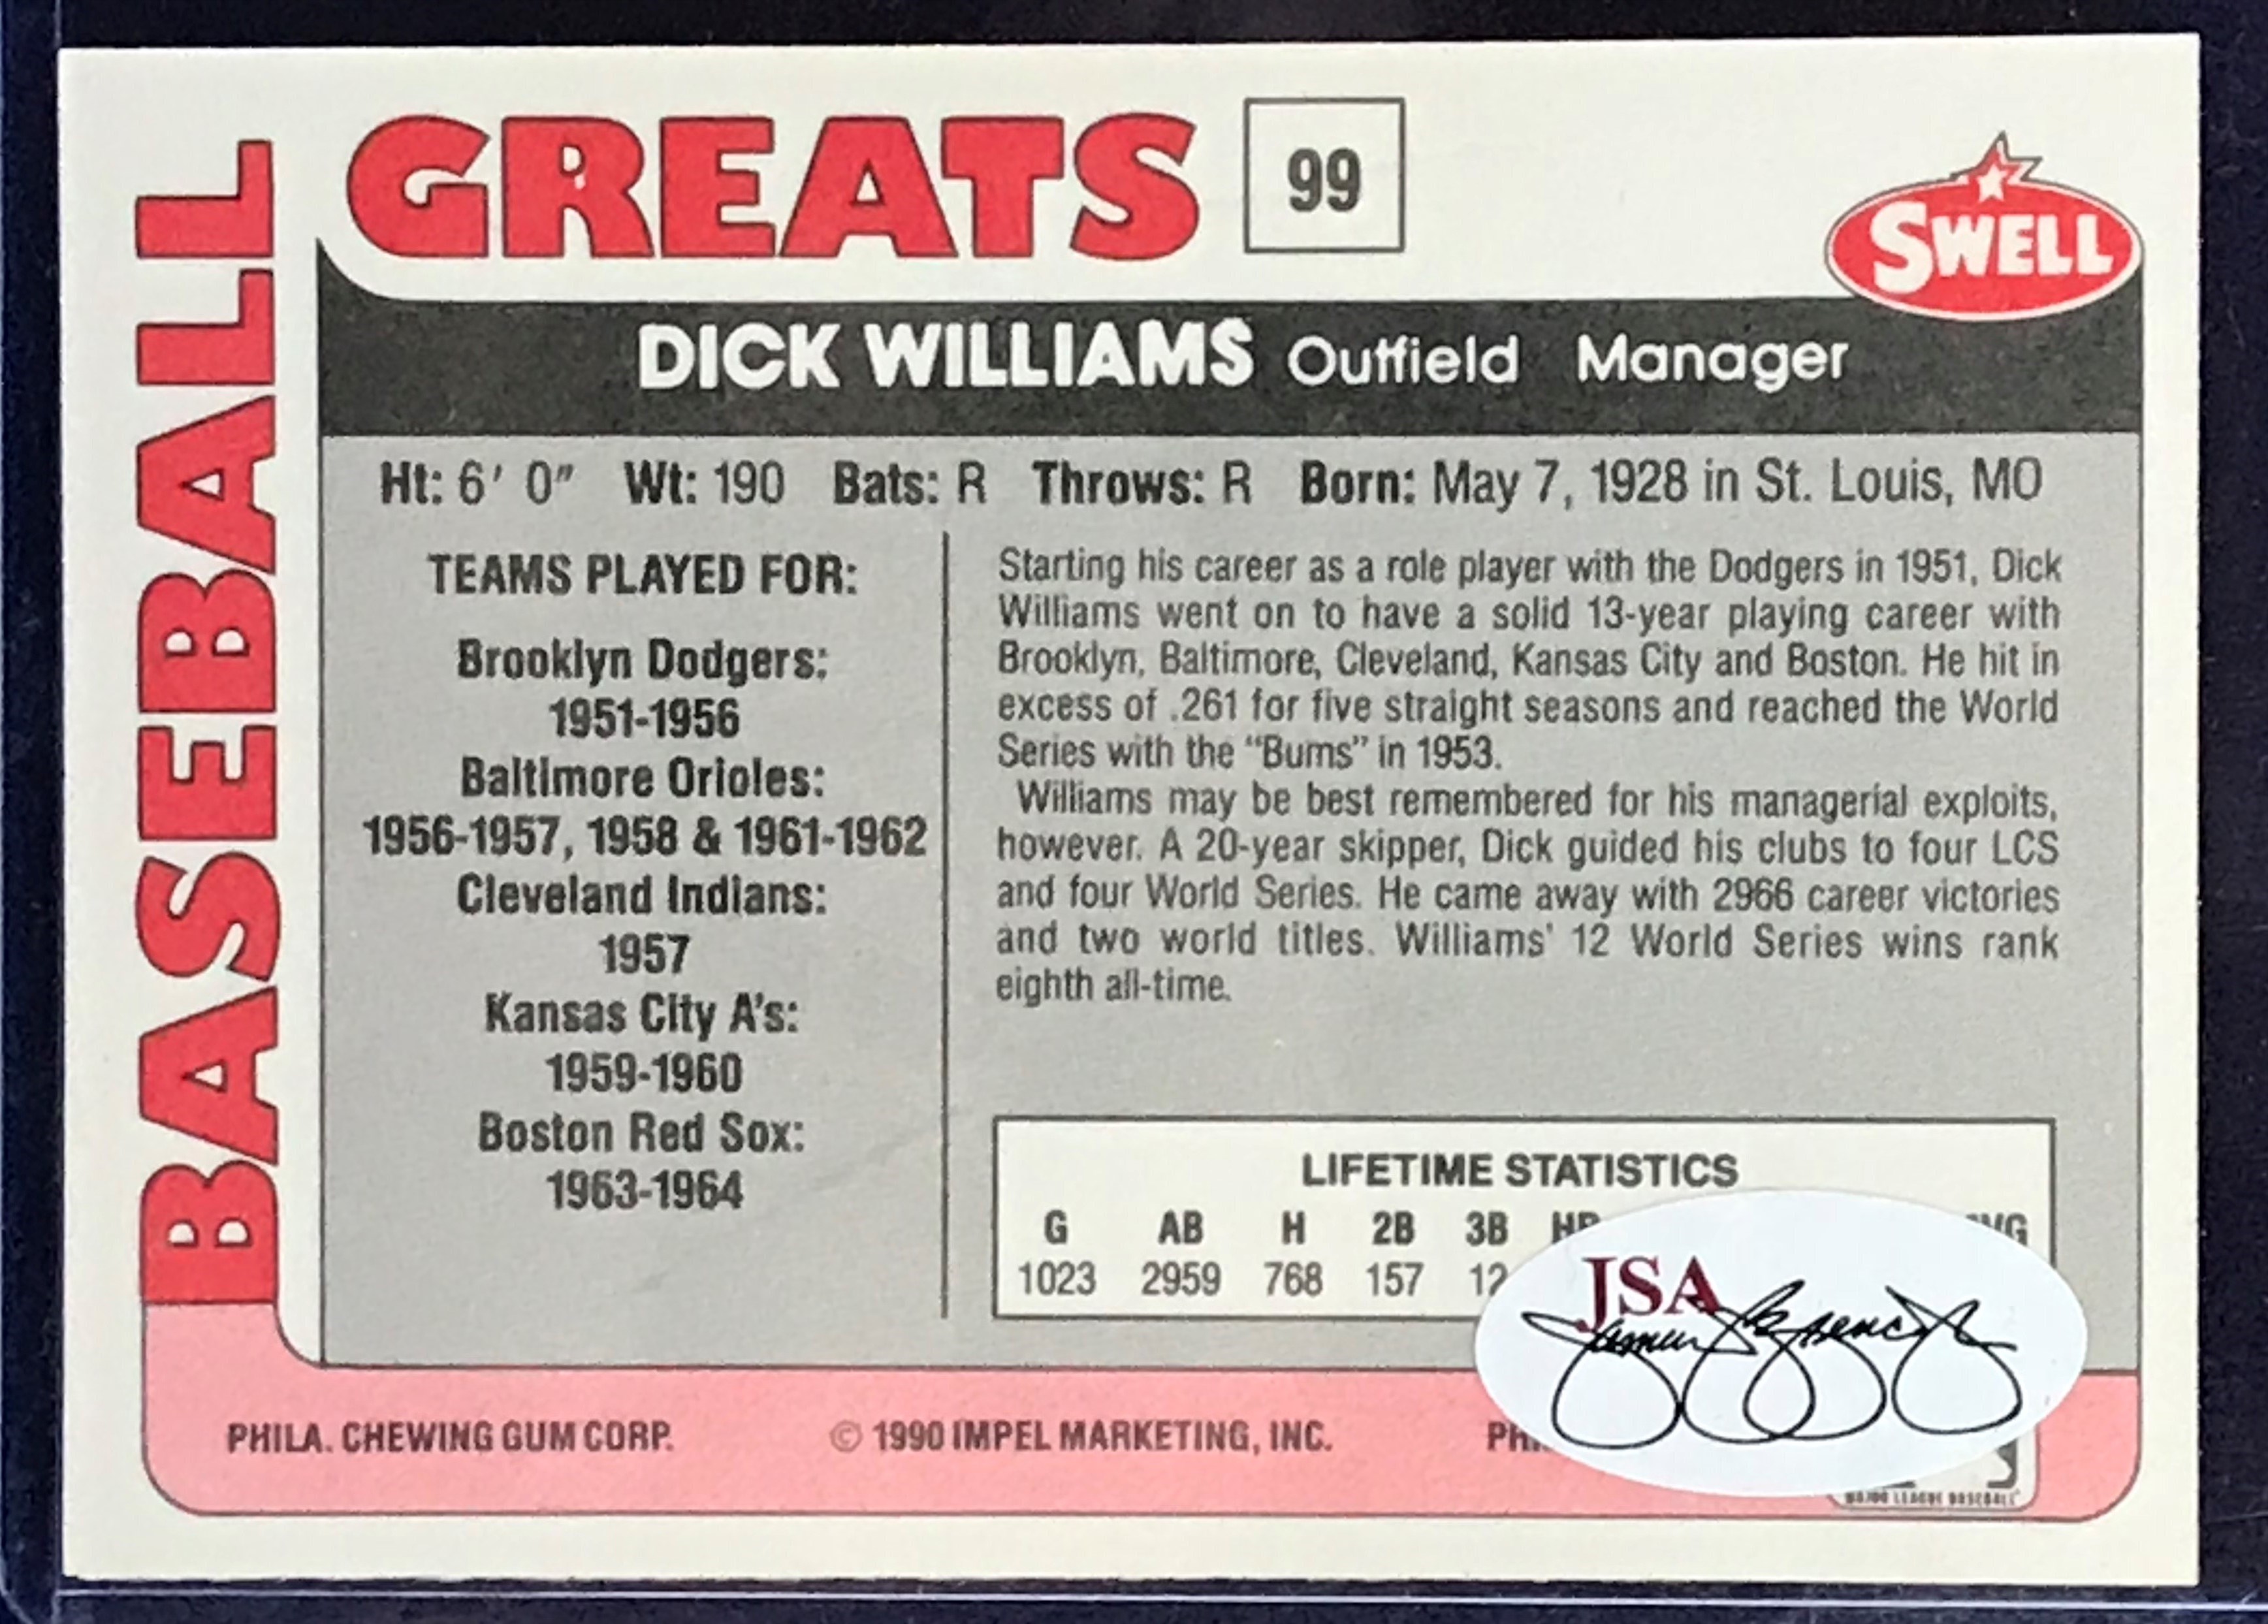 BASEBALL
GREATS
99
SWELL
DICK WILLIAMS Outfield Manager
Ht: 6' 0" Wt: 190 Bats: R Throws: R Born: May 7, 1928 in St. Louis, MO
TEAMS PLAYED FOR:
Brooklyn Dodgers:
1951-1956
Baltimore Orioles:
1956-1957, 1958 & 1961-1962
Cleveland Indians:
1957
Kansas City A's:
1959-1960
Boston Red Sox:
1963-1964
Starting his career as a role player with the Dodgers in 1951, Dick
Williams went on to have a solid 13-year playing career with
Brooklyn, Baltimore, Cleveland, Kansas City and Boston. He hit in
excess of .261 for five straight seasons and reached the World
Series with the "Bums" in 1953.
Williams may be best remembered for his managerial exploits,
however. A 20-year skipper, Dick guided his clubs to four LCS
and four World Series. He came away with 2966 career victories
and two world titles. Williams' 12 World Series wins rank
eighth all-time.
LIFETIME STATISTICS
G AB H 2B 3B
1023 2959 768 157 12
JSA
PHILA. CHEWING GUM CORP.
© 1990 IMPEL MARKETING, INC.
MAJOR LEAGUE BASEBALL